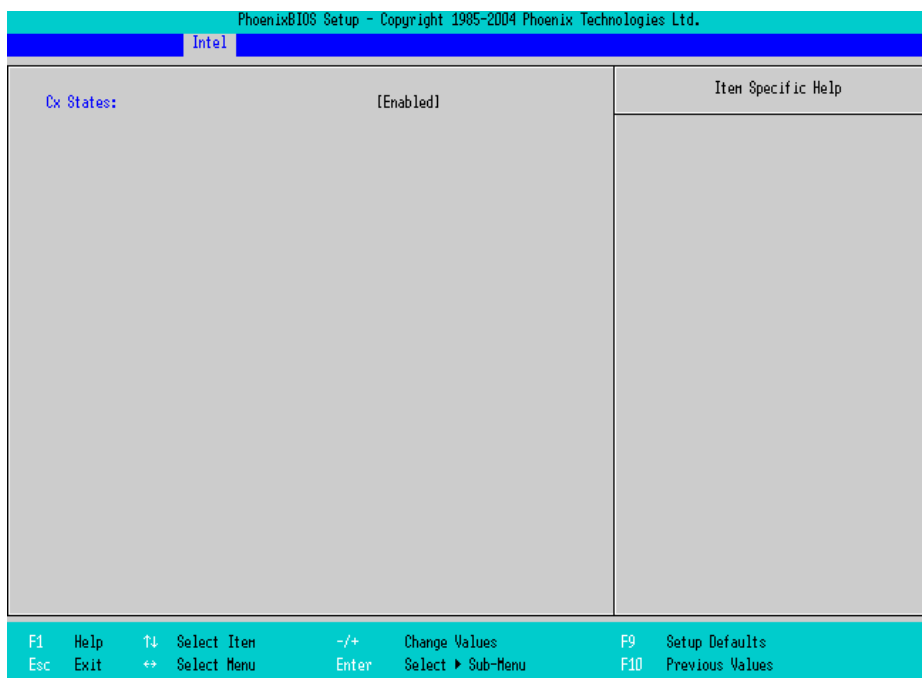 PhoenixBIOS Setup - Copyright 1985-2004 Phoenix Technologies Ltd.
Intel
Cx States: [Enabled]
Item Specific Help
F1 Help ↑↓ Select Item -/+ Change Values F9 Setup Defaults
Esc Exit ↔ Select Menu Enter Select ▶ Sub-Menu F10 Previous Values